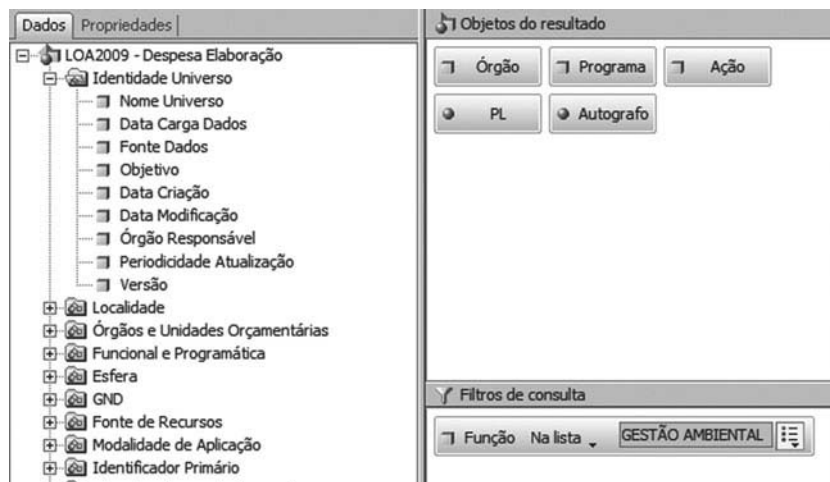 Dados Propriedades
LOA2009 - Despesa Elaboração
Identidade Universo
Nome Universo
Data Carga Dados
Fonte Dados
Objetivo
Data Criação
Data Modificação
Órgão Responsável
Periodicidade Atualização
Versão
Localidade
Órgãos e Unidades Orçamentárias
Funcional e Programática
Esfera
GND
Fonte de Recursos
Modalidade de Aplicação
Identificador Primário
Objetos do resultado
Órgão Programa Ação
PL Autografo
Filtros de consulta
Função Na lista GESTÃO AMBIENTAL